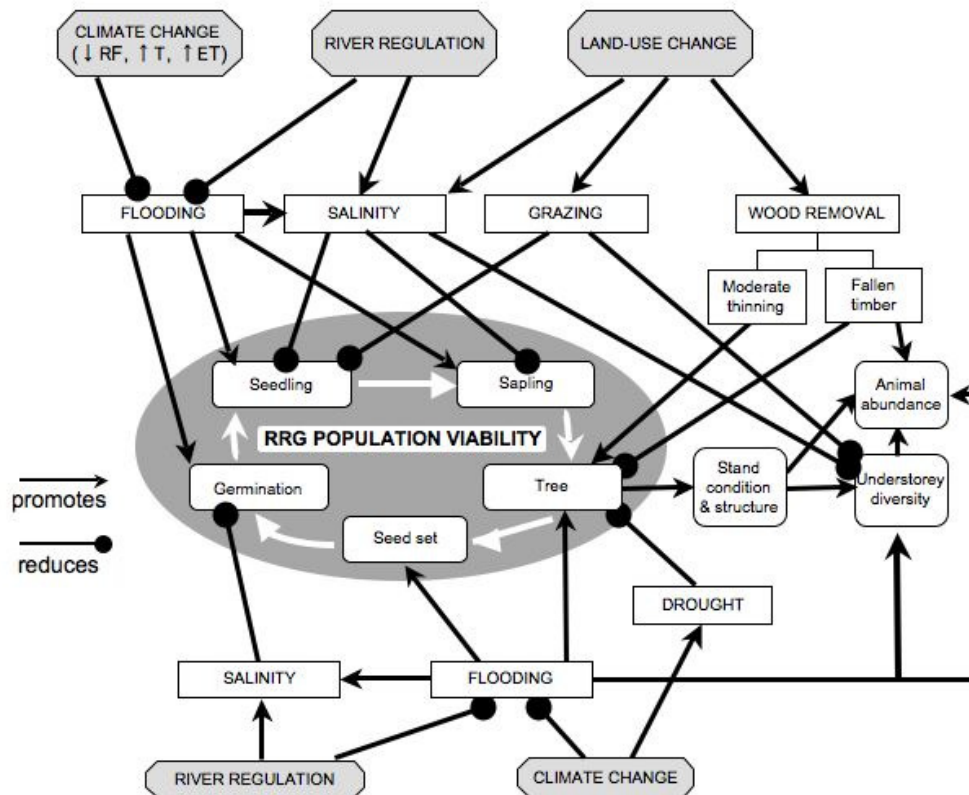 CLIMATE CHANGE
(↓ RF, ↑ T, ↑ ET)
RIVER REGULATION
LAND-USE CHANGE
FLOODING
SALINITY
GRAZING
WOOD REMOVAL
Moderate
thinning
Fallen
timber
Seedling
Sapling
Animal
abundance
RRG POPULATION VIABILITY
Germination
Tree
Stand
condition
& structure
Understorey
diversity
promotes
Seed set
reduces
DROUGHT
SALINITY
FLOODING
RIVER REGULATION
CLIMATE CHANGE